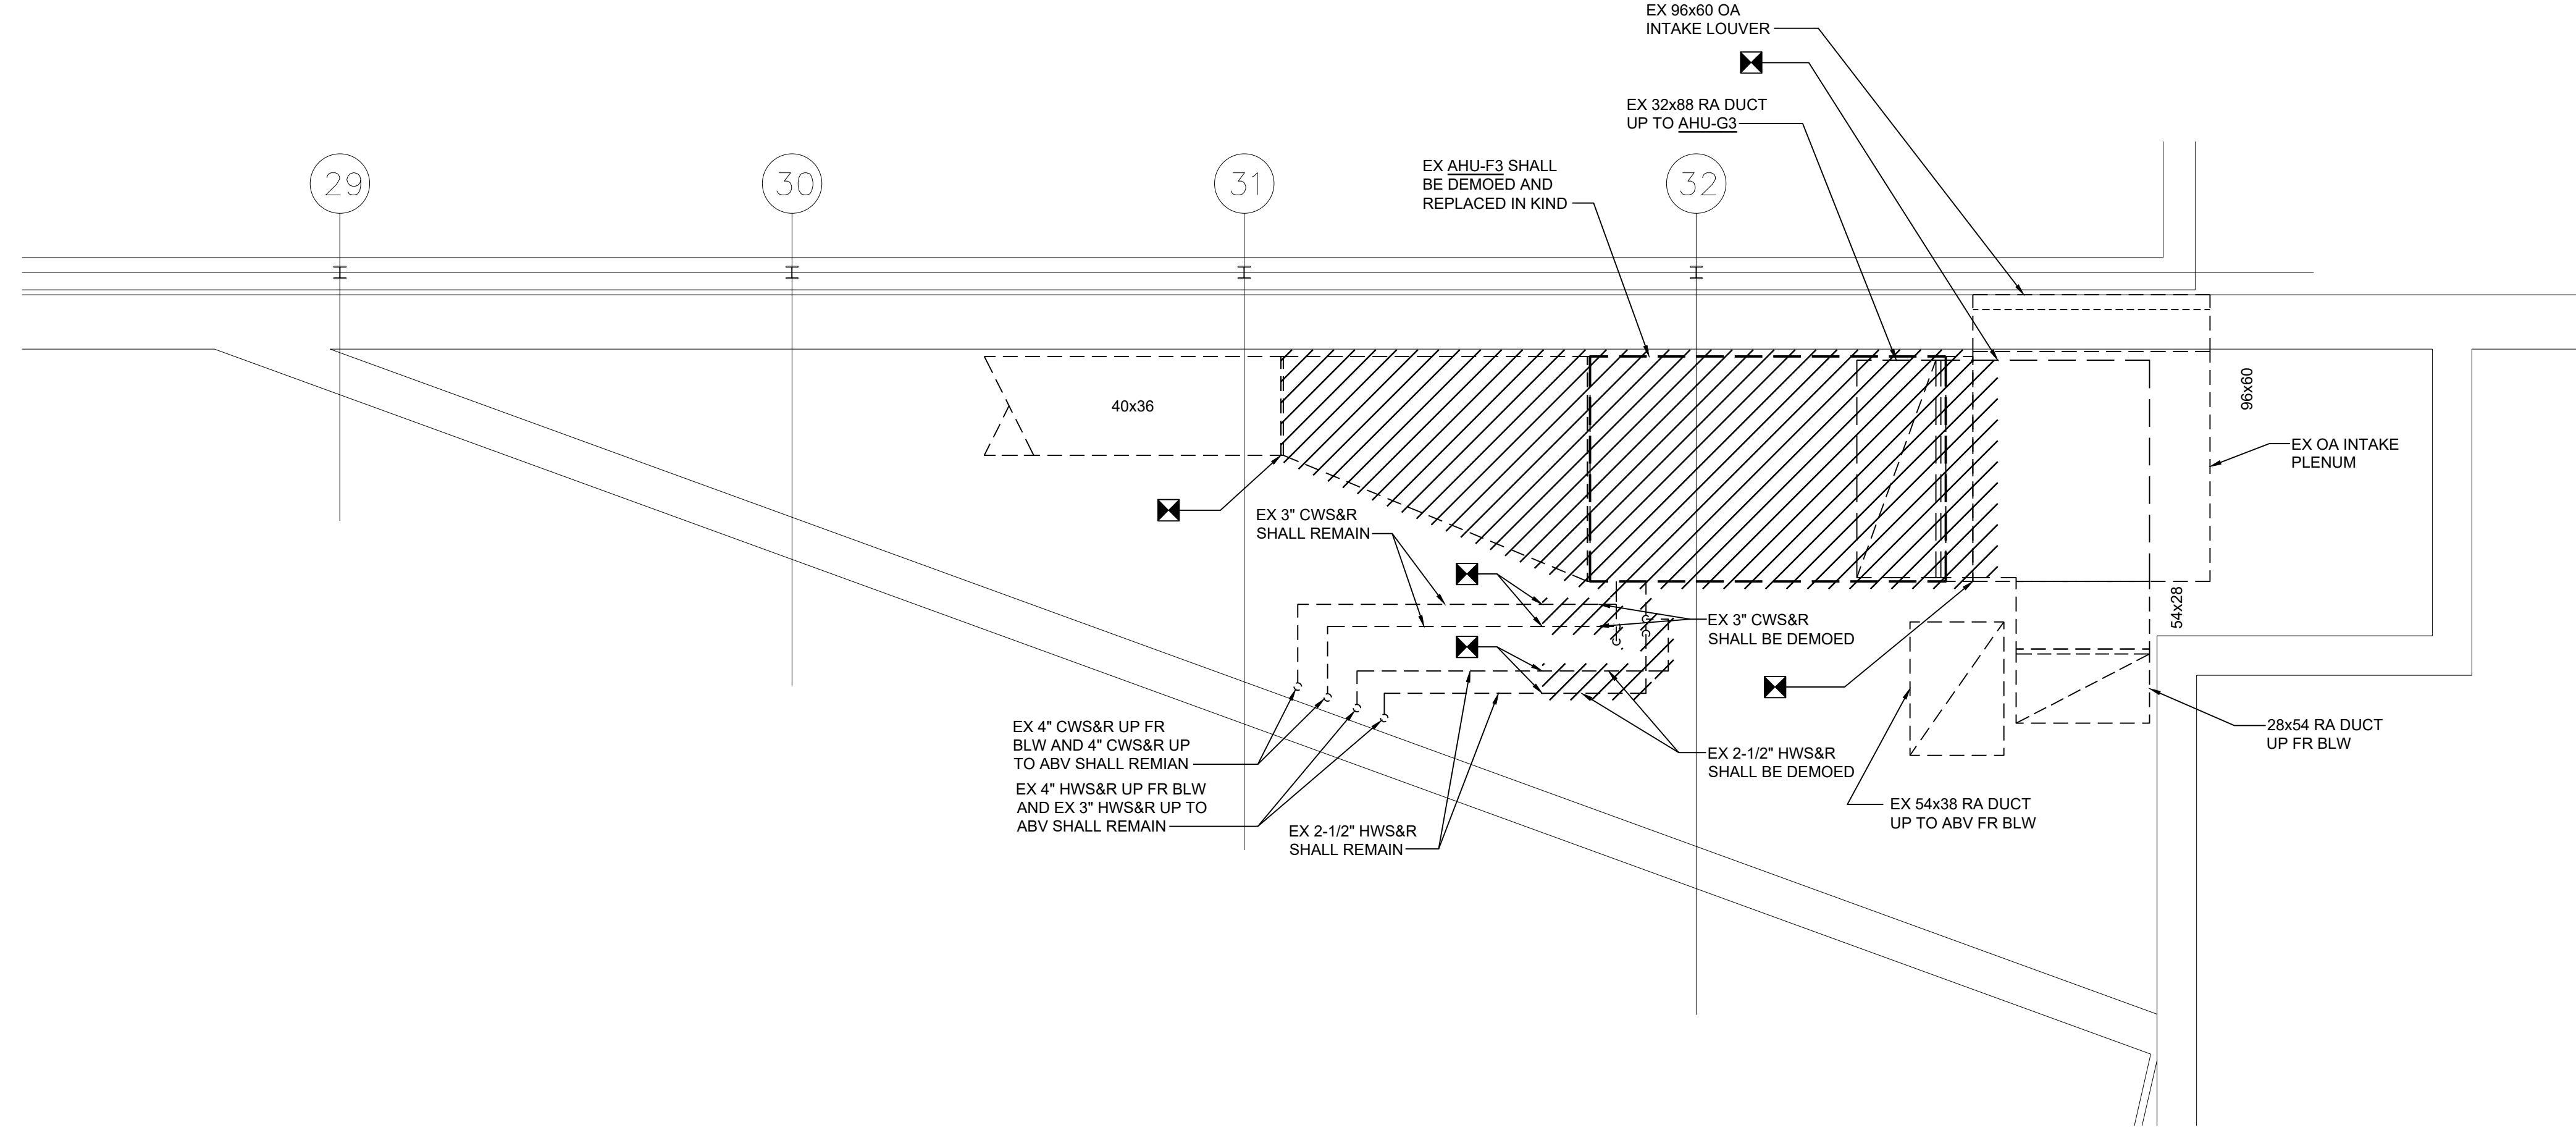 EX 96x60 OA
INTAKE LOUVER
EX 32x88 RA DUCT
UP TO AHU-G3
EX AHU-F3 SHALL
BE DEMOED AND
REPLACED IN KIND
29
30
31
32
40x36
96x60
EX OA INTAKE
PLENUM
EX 3" CWS&R
SHALL REMAIN
54x28
EX 3" CWS&R
SHALL BE DEMOED
EX 4" CWS&R UP FR
BLW AND 4" CWS&R UP
TO ABV SHALL REMIAN
EX 4" HWS&R UP FR BLW
AND EX 3" HWS&R UP TO
ABV SHALL REMAIN
EX 2-1/2" HWS&R
SHALL REMAIN
EX 2-1/2" HWS&R
SHALL BE DEMOED
EX 54x38 RA DUCT
UP TO ABV FR BLW
28x54 RA DUCT
UP FR BLW